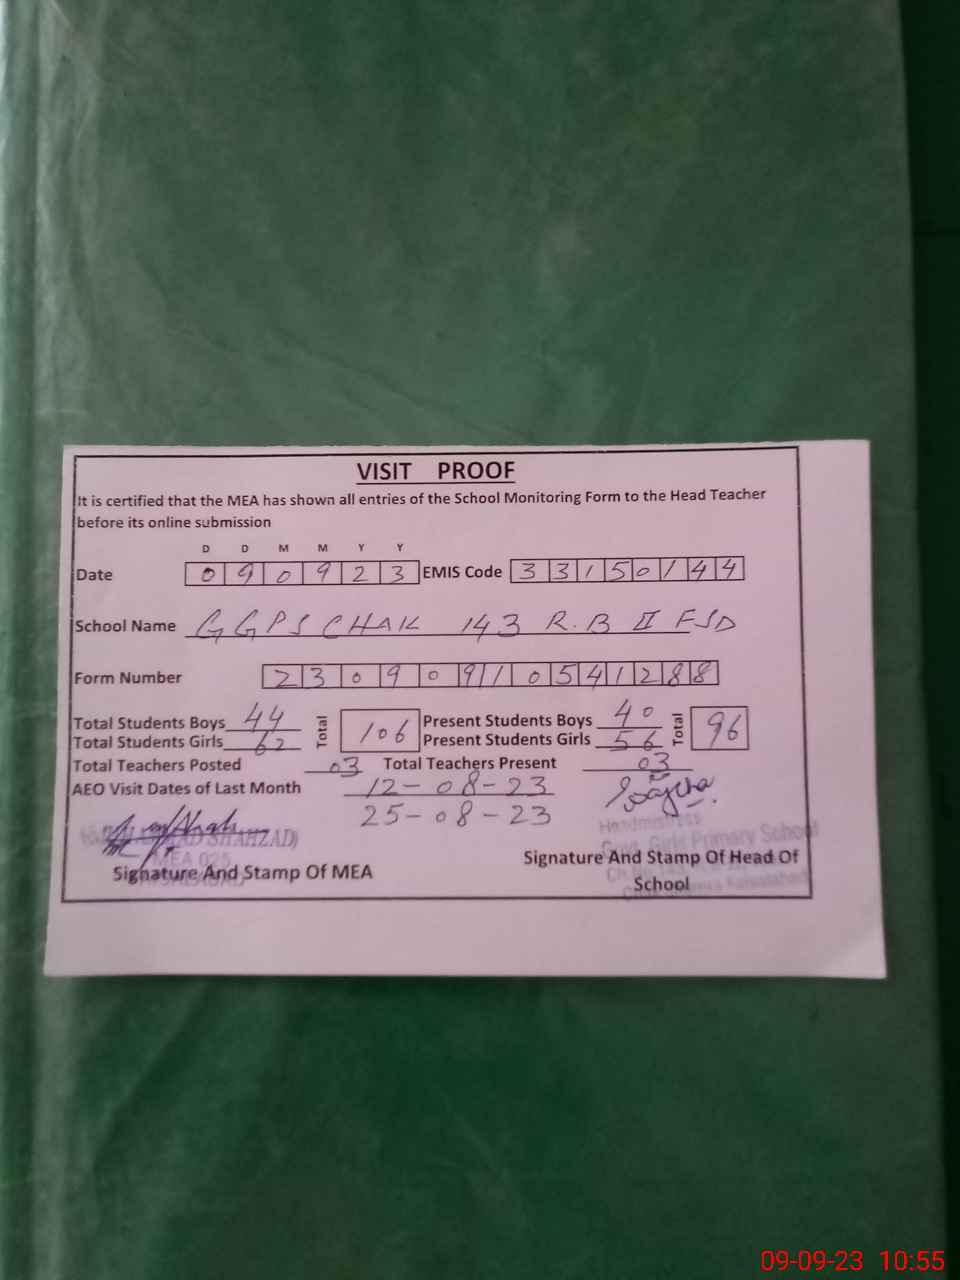 VISIT PROOF
It is certified that the MEA has shown all entries of the School Monitoring Form to the Head Teacher
before its online submission
D D M M Y Y
Date 0 9 0 9 2 3 EMIS Code 3 3 1 5 0 1 4 4
School Name GGPS CHAK 143 R.B II FSD
Form Number 2 3 0 9 0 9 1 0 5 4 1 2 8 8
Total Students Boys 44 Total 106 Present Students Boys 40 Total 96
Total Students Girls 62 Present Students Girls 56
Total Teachers Posted 03 Total Teachers Present 03
AEO Visit Dates of Last Month 12-08-23
25-08-23
SHAHZAD)
MEA 025
Signature And Stamp Of MEA
Headmistress
Govt. Girls Primary School
Signature And Stamp Of Head Of
School
09-09-23 10:55